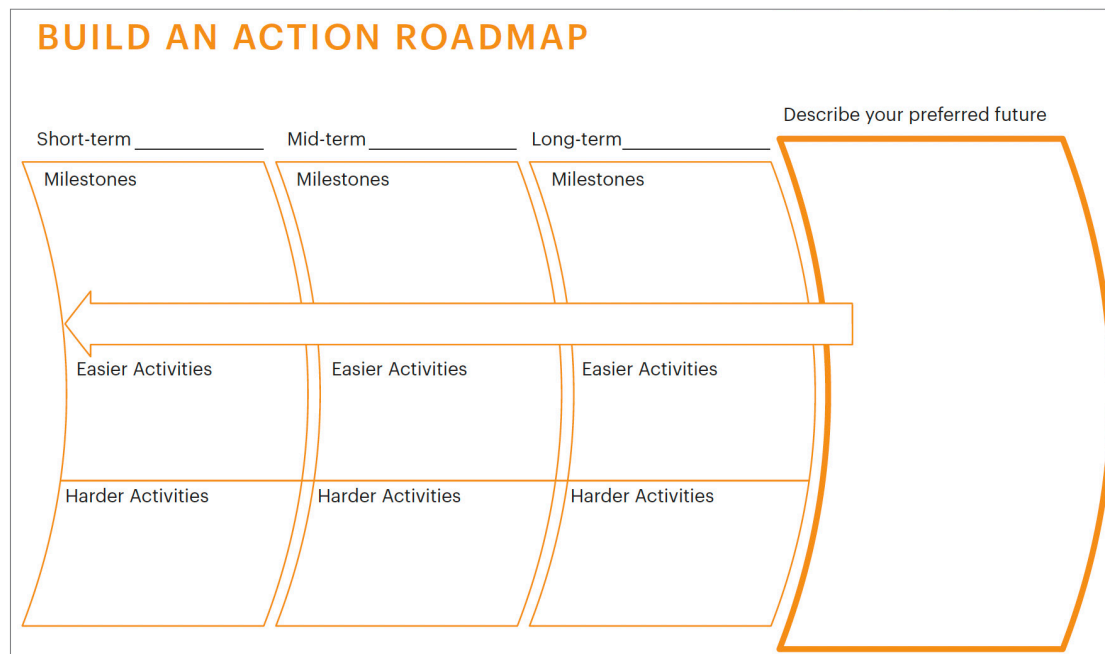 BUILD AN ACTION ROADMAP
Describe your preferred future
Short-term
Mid-term
Long-term
Milestones
Milestones
Milestones
Easier Activities
Easier Activities
Easier Activities
Harder Activities
Harder Activities
Harder Activities